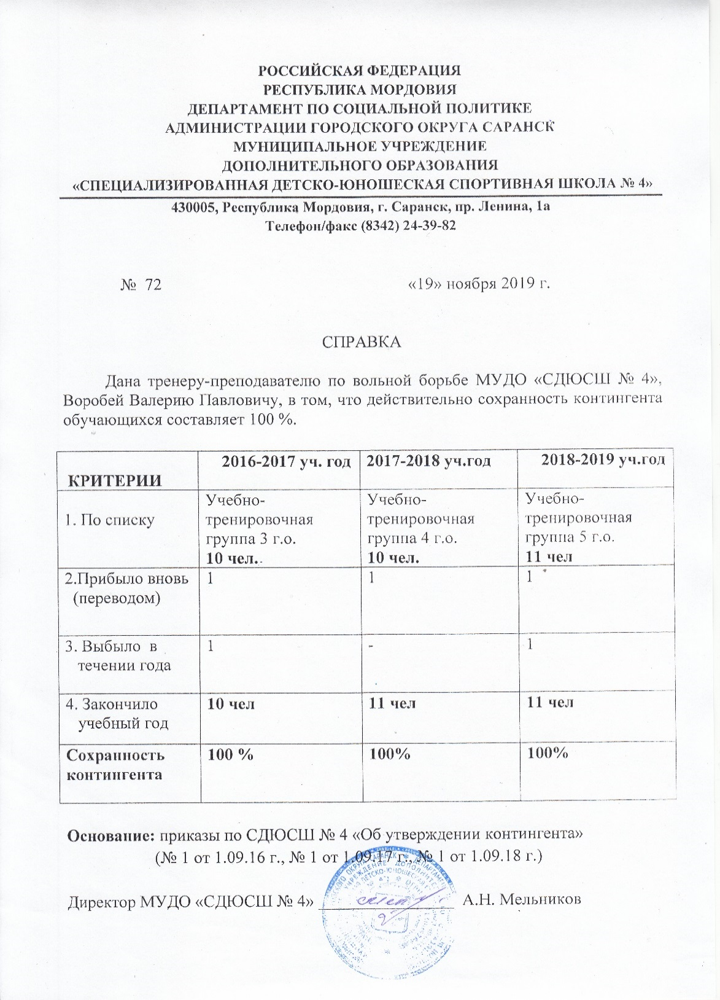 РОССИЙСКАЯ ФЕДЕРАЦИЯ
РЕСПУБЛИКА МОРДОВИЯ
ДЕПАРТАМЕНТ ПО СОЦИАЛЬНОЙ ПОЛИТИКЕ
АДМИНИСТРАЦИИ ГОРОДСКОГО ОКРУГА САРАНСК
МУНИЦИПАЛЬНОЕ УЧРЕЖДЕНИЕ
ДОПОЛНИТЕЛЬНОГО ОБРАЗОВАНИЯ
«СПЕЦИАЛИЗИРОВАННАЯ ДЕТСКО-ЮНОШЕСКАЯ СПОРТИВНАЯ ШКОЛА № 4»
430005, Республика Мордовия, г. Саранск, пр. Ленина, 1а
Телефон/факс (8342) 24-39-82
№ 72 «19» ноября 2019 г.
СПРАВКА
Дана тренеру-преподавателю по вольной борьбе МУДО «СДЮСШ № 4»,
Воробей Валерию Павловичу, в том, что действительно сохранность контингента
обучающихся составляет 100 %.
КРИТЕРИИ 2016-2017 уч. год 2017-2018 уч.год 2018-2019 уч.год
1. По списку
Учебно-
тренировочная
группа 3 г.о.
10 чел..
Учебно-
тренировочная
группа 4 г.о.
10 чел.
Учебно-
тренировочная
группа 5 г.о.
11 чел
2.Прибыло вновь
(переводом)
1 1 1
3. Выбыло в
течении года
1 - 1
4. Закончило
учебный год
10 чел 11 чел 11 чел
Сохранность
контингента
100 % 100% 100%
Основание: приказы по СДЮСШ № 4 «Об утверждении контингента»
(№ 1 от 1.09.16 г., № 1 от 1.09.17 г., № 1 от 1.09.18 г.)
Директор МУДО «СДЮСШ № 4» А.Н. Мельников